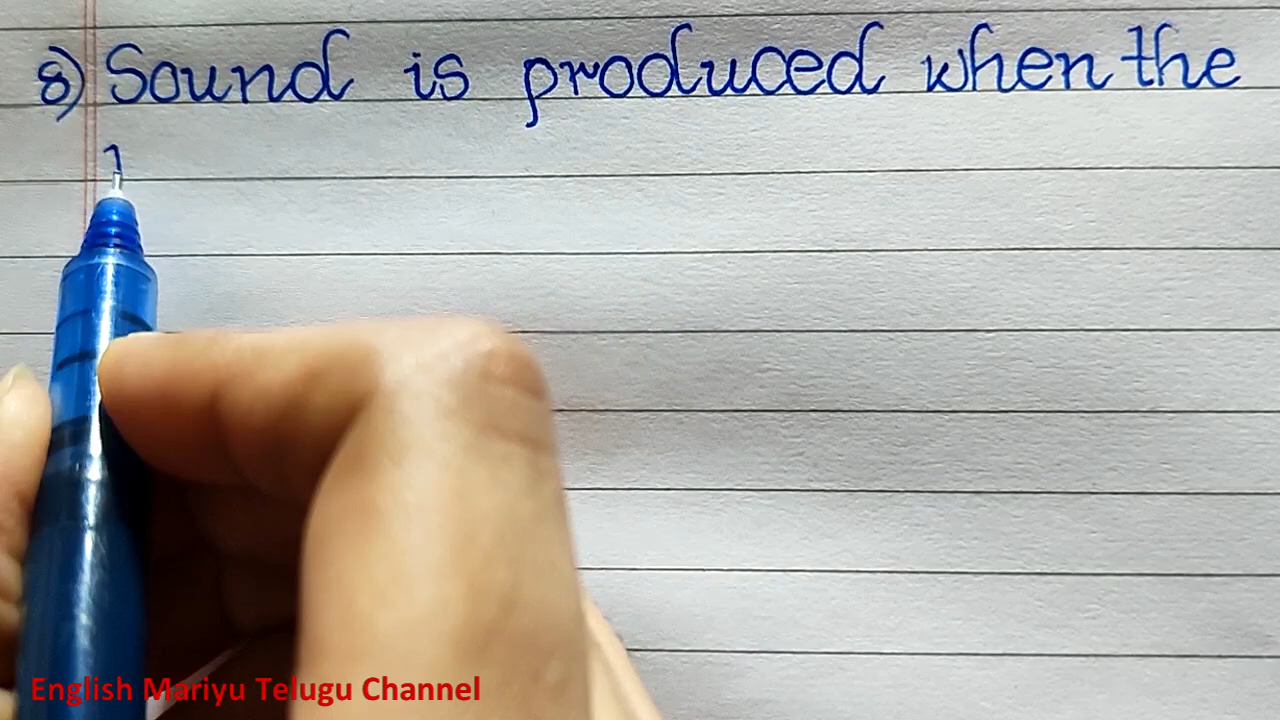 8) Sound is produced when the
English Mariyu Telugu Channel